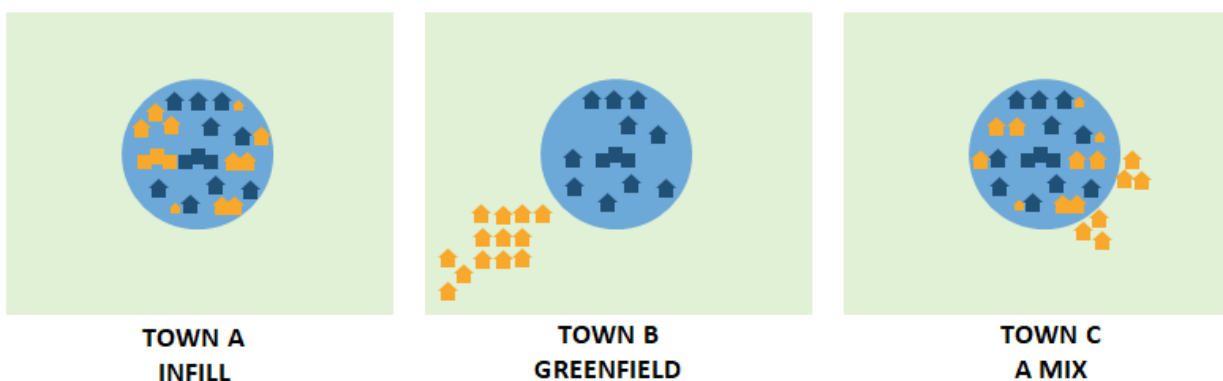 TOWN A
INFILL
TOWN B
GREENFIELD
TOWN C
A MIX